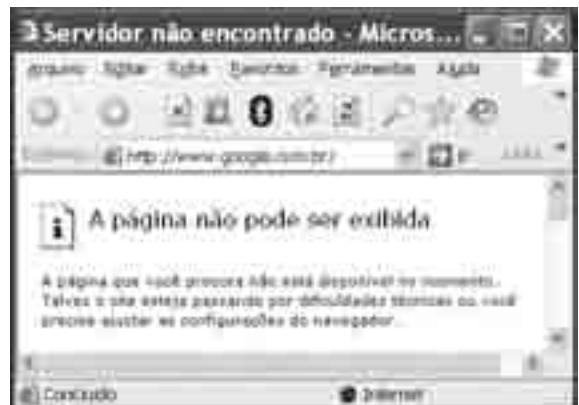 Servidor não encontrado - Micros...
Arquivo Editar Exibir Favoritos Ferramentas Ajuda
http://www.google.com.br/
Ir
A página não pode ser exibida
A página que você procura não está disponível no momento.
Talvez o site esteja passando por dificuldades técnicas ou você
precise ajustar as configurações do navegador.
Concluído Internet